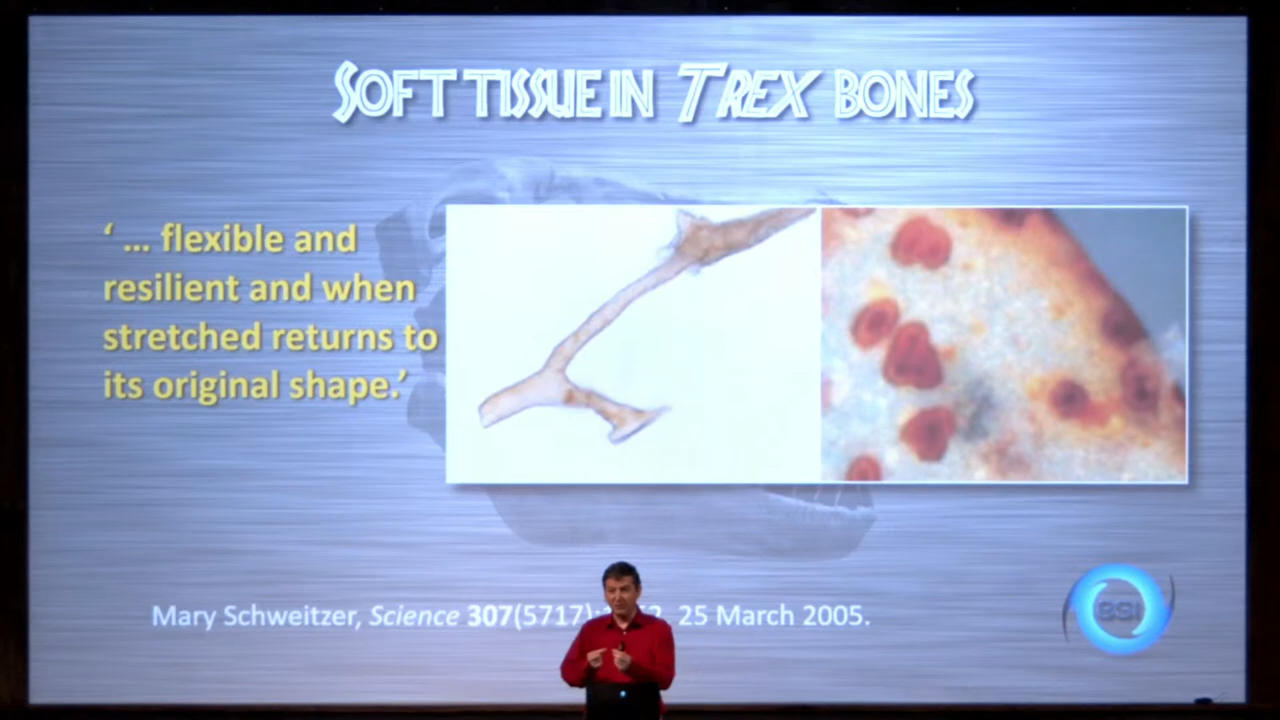 SOFT TISSUE IN T REX BONES
‘ ... flexible and
resilient and when
stretched returns to
its original shape.’
Mary Schweitzer, Science 307(5717): 25 March 2005.
esi